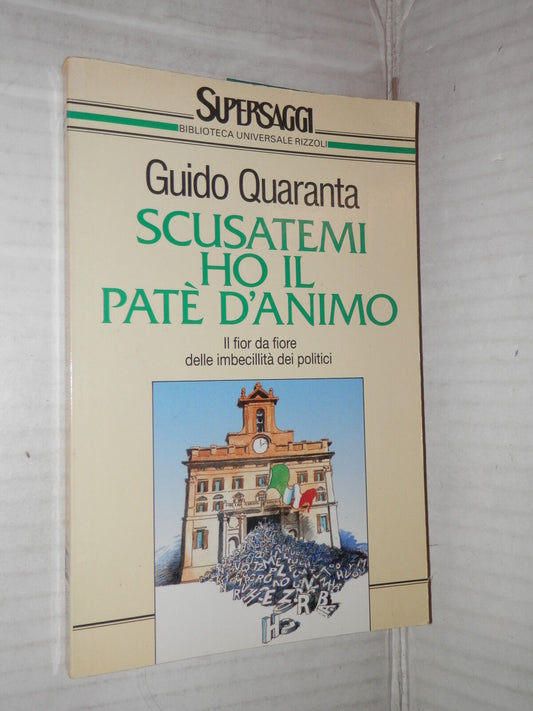 SUPERSAGGI
BIBLIOTECA UNIVERSALE RIZZOLI
Guido Quaranta
SCUSATEMI
HO IL
PATÈ D'ANIMO
Il fior da fiore
delle imbecillità dei politici